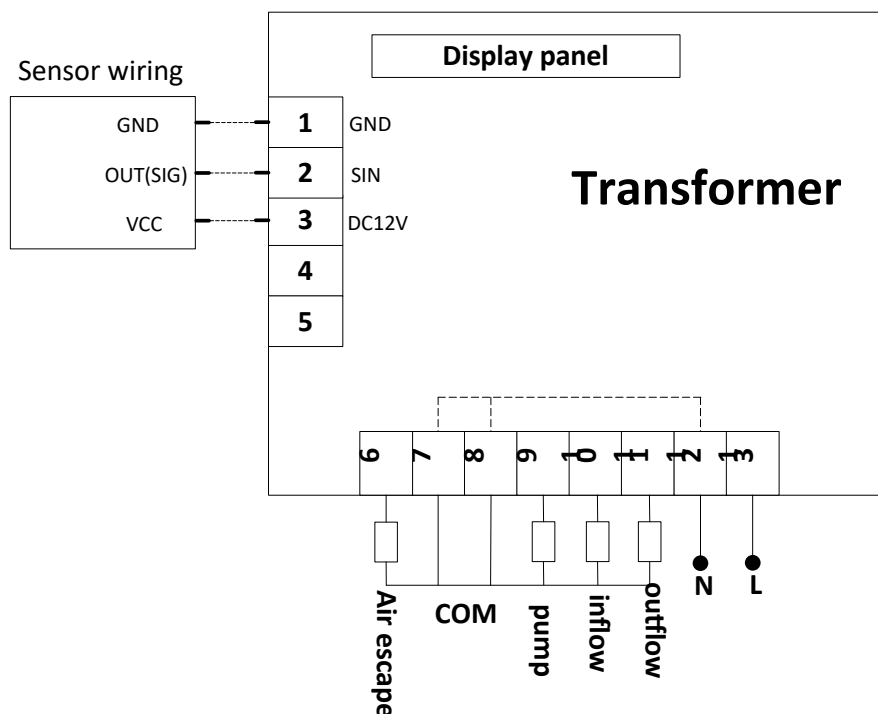 Display panel
Sensor wiring
GND
1
GND
OUT(SIG)
2
SIN
Transformer
VCC
3
DC12V
4
5
6
7
8
9
10
11
12
13
Air escape
COM
pump
inflow
outflow
N
L